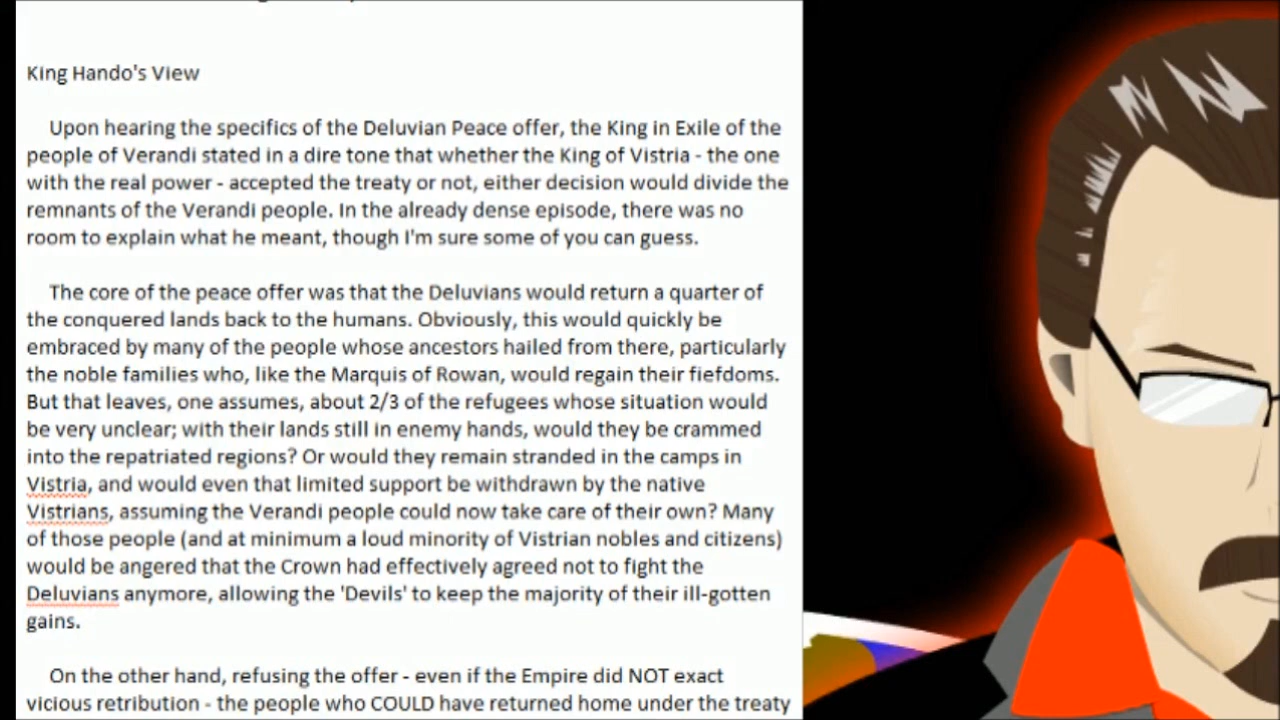 King Hando's View
Upon hearing the specifics of the Deluvian Peace offer, the King in Exile of the
people of Verandi stated in a dire tone that whether the King of Vistria - the one
with the real power - accepted the treaty or not, either decision would divide the
remnants of the Verandi people. In the already dense episode, there was no
room to explain what he meant, though I'm sure some of you can guess.
The core of the peace offer was that the Deluvians would return a quarter of
the conquered lands back to the humans. Obviously, this would quickly be
embraced by many of the people whose ancestors hailed from there, particularly
the noble families who, like the Marquis of Rowan, would regain their fiefdoms.
But that leaves, one assumes, about 2/3 of the refugees whose situation would
be very unclear; with their lands still in enemy hands, would they be crammed
into the repatriated regions? Or would they remain stranded in the camps in
Vistria, and would even that limited support be withdrawn by the native
Vistrians, assuming the Verandi people could now take care of their own? Many
of those people (and at minimum a loud minority of Vistrian nobles and citizens)
would be angered that the Crown had effectively agreed not to fight the
Deluvians anymore, allowing the 'Devils' to keep the majority of their ill-gotten
gains.
On the other hand, refusing the offer - even if the Empire did NOT exact
vicious retribution - the people who COULD have returned home under the treaty